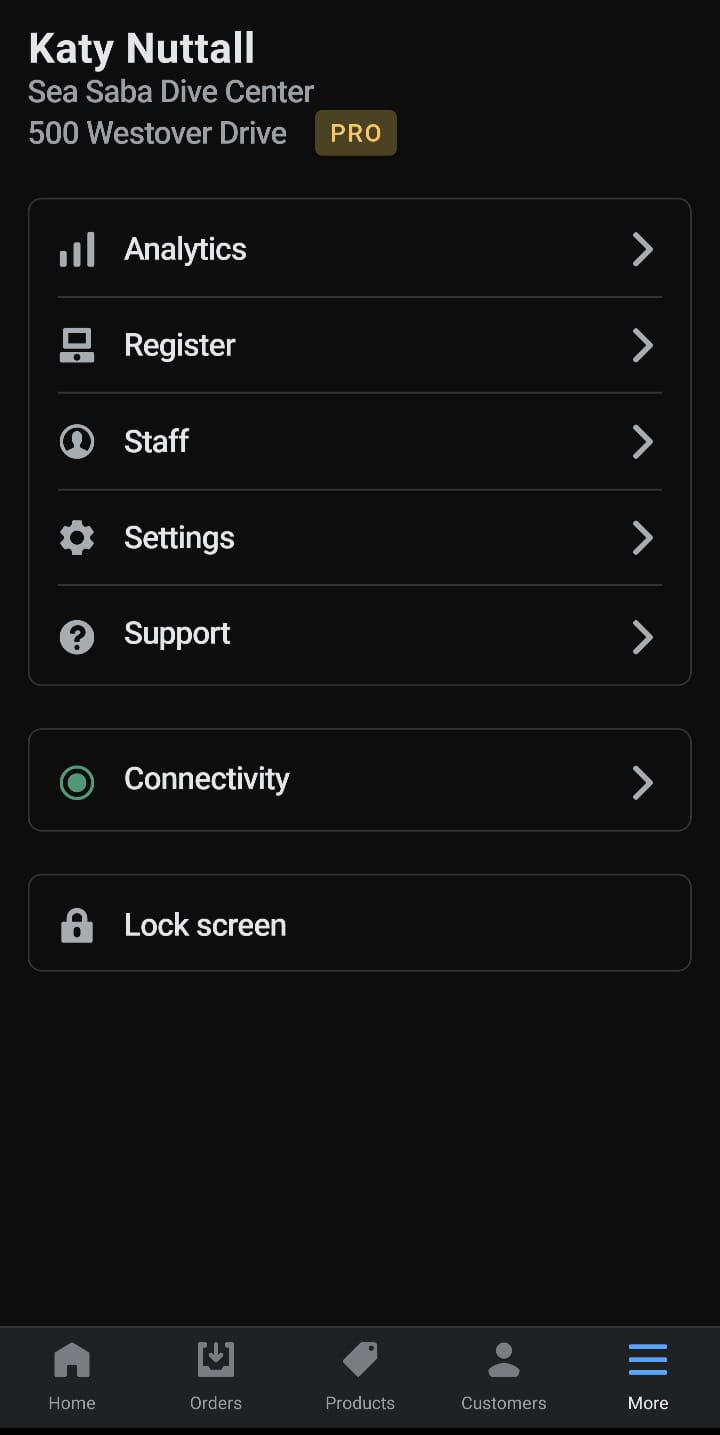 Katy Nuttall
Sea Saba Dive Center
500 Westover Drive PRO
Analytics
Register
Staff
Settings
Support
Connectivity
Lock screen
Home Orders Products Customers More